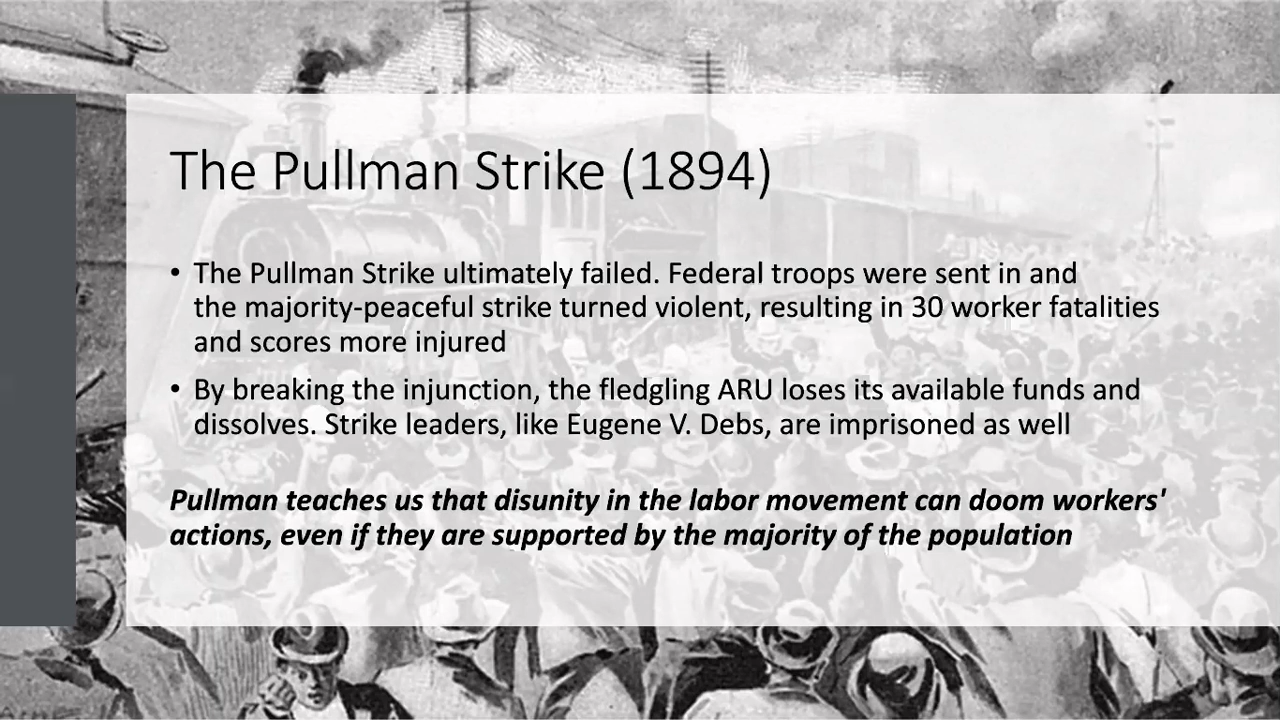 The Pullman Strike (1894)
• The Pullman Strike ultimately failed. Federal troops were sent in and
the majority-peaceful strike turned violent, resulting in 30 worker fatalities
and scores more injured
• By breaking the injunction, the fledgling ARU loses its available funds and
dissolves. Strike leaders, like Eugene V. Debs, are imprisoned as well
Pullman teaches us that disunity in the labor movement can doom workers'
actions, even if they are supported by the majority of the population